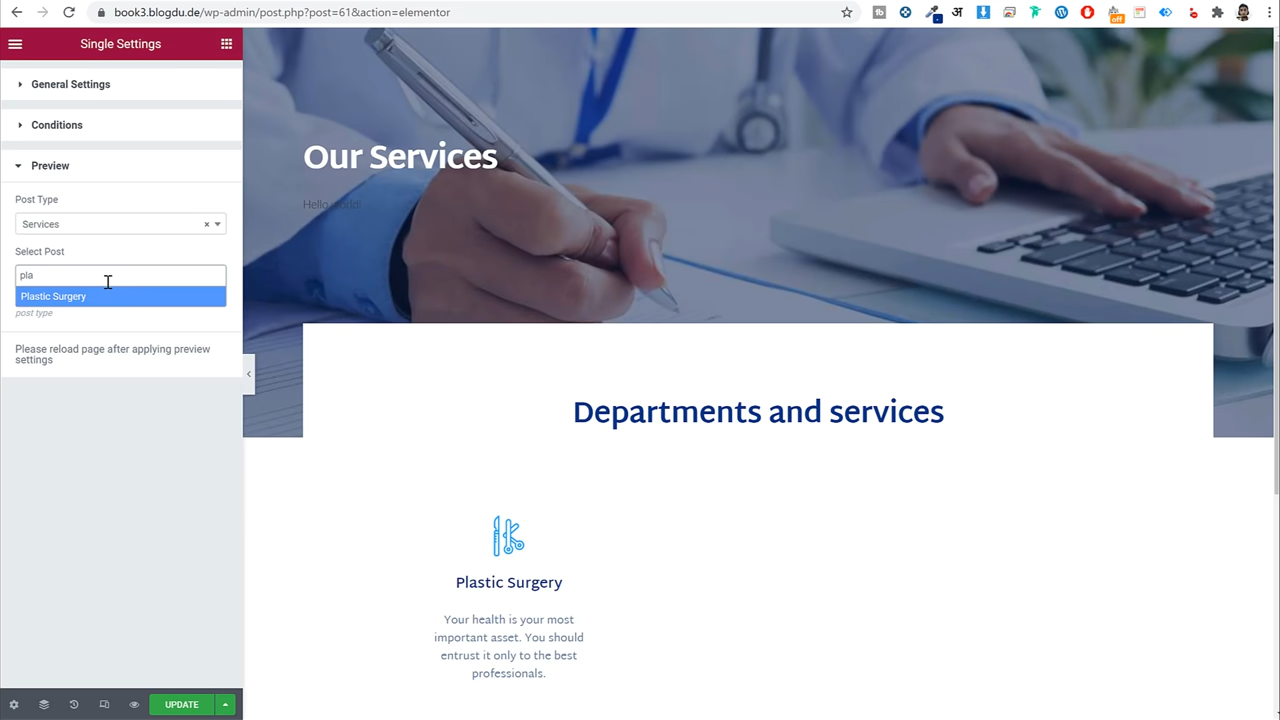 book3.blogdu.de/wp-admin/post.php?post=61&action=elementor
off
Single Settings
General Settings
Conditions
Preview
Post Type
Services
Select Post
pla
Plastic Surgery
post type
Please reload page after applying preview
settings
UPDATE
Our Services
Departments and services
Plastic Surgery
Your health is your most
important asset. You should
entrust it only to the best
professionals.